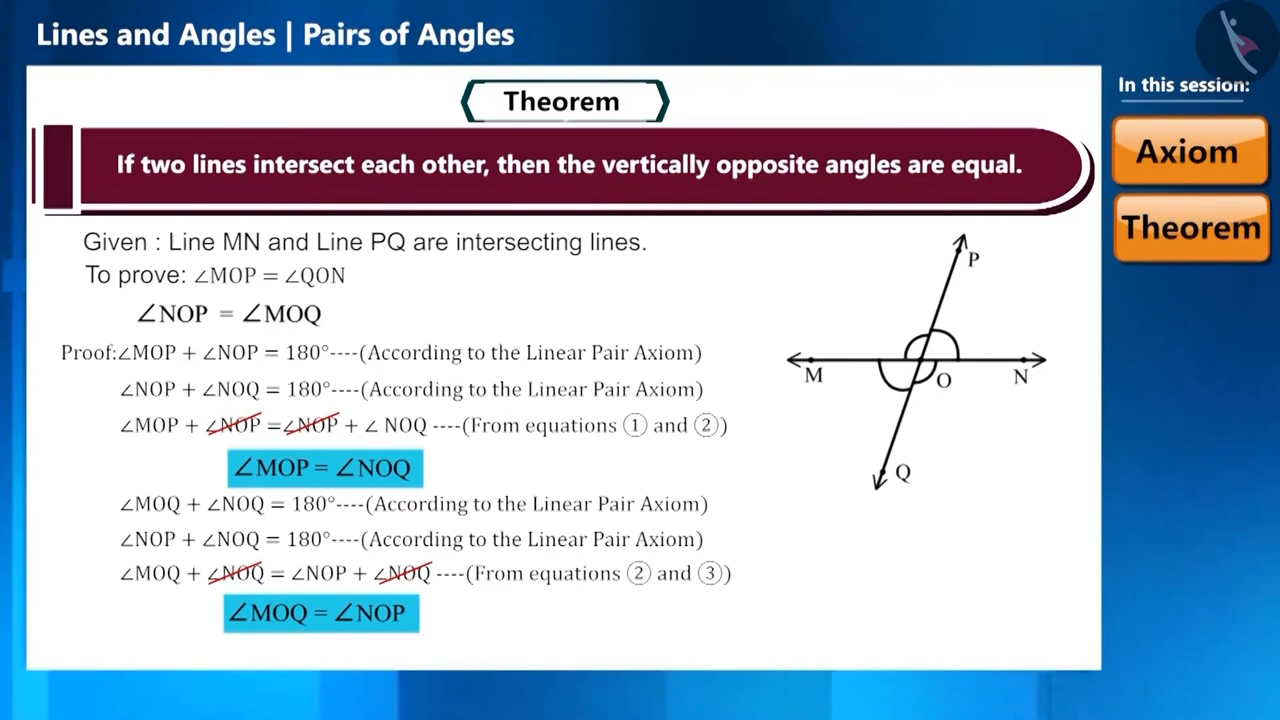 Lines and Angles | Pairs of Angles
In this session:
Axiom
Theorem
Theorem
If two lines intersect each other, then the vertically opposite angles are equal.
Given : Line MN and Line PQ are intersecting lines.
To prove: ∠MOP = ∠QON
∠NOP = ∠MOQ
Proof:∠MOP + ∠NOP = 180°----(According to the Linear Pair Axiom)
∠NOP + ∠NOQ = 180°----(According to the Linear Pair Axiom)
∠MOP + ∠NOP =∠NOP + ∠ NOQ ----(From equations ① and ②)
∠MOP = ∠NOQ
∠MOQ + ∠NOQ = 180°----(According to the Linear Pair Axiom)
∠NOP + ∠NOQ = 180°----(According to the Linear Pair Axiom)
∠MOQ + ∠NOQ = ∠NOP + ∠NOQ ----(From equations ② and ③)
∠MOQ = ∠NOP
P
M
O
N
Q